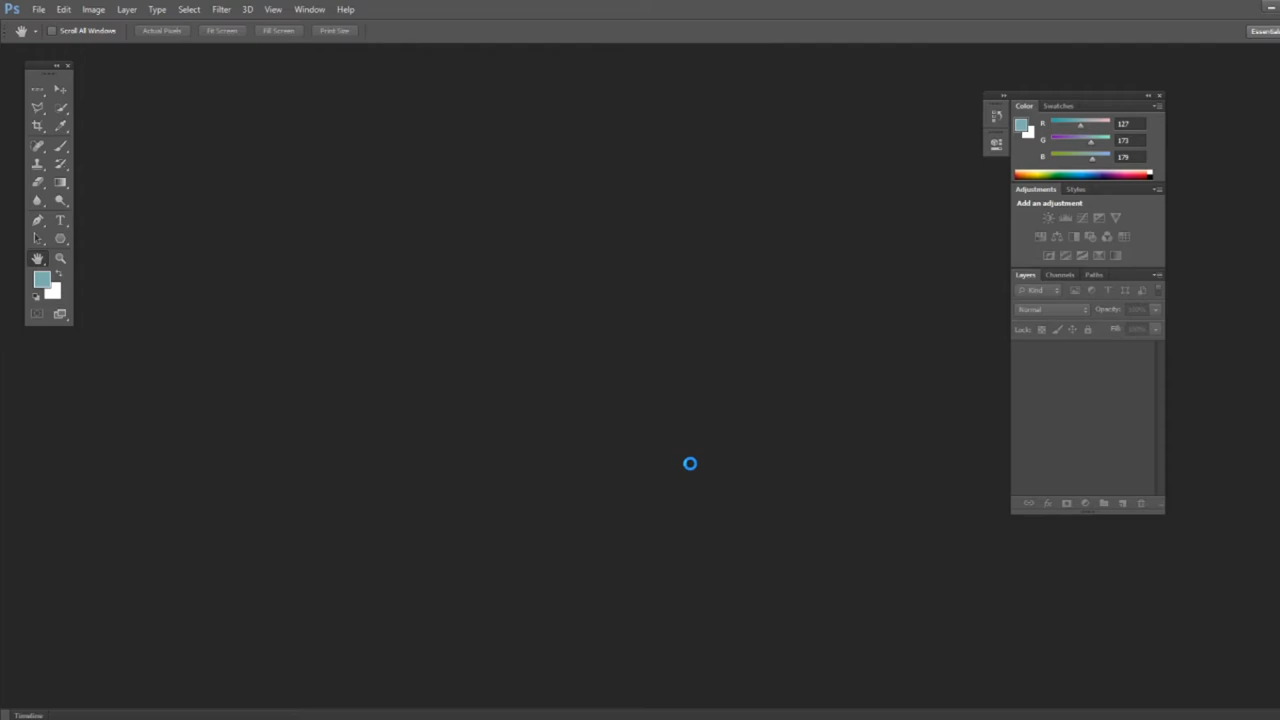 Ps File Edit Image Layer Type Select Filter 3D View Window Help
Scroll All Windows Actual Pixels Fit Screen Fill Screen Print Size
Color Swatches
R 127
G 173
B 179
Adjustments Styles
Add an adjustment
Layers Channels Paths
Kind
Normal Opacity: 100%
Lock: Fill: 100%
T
Timeline